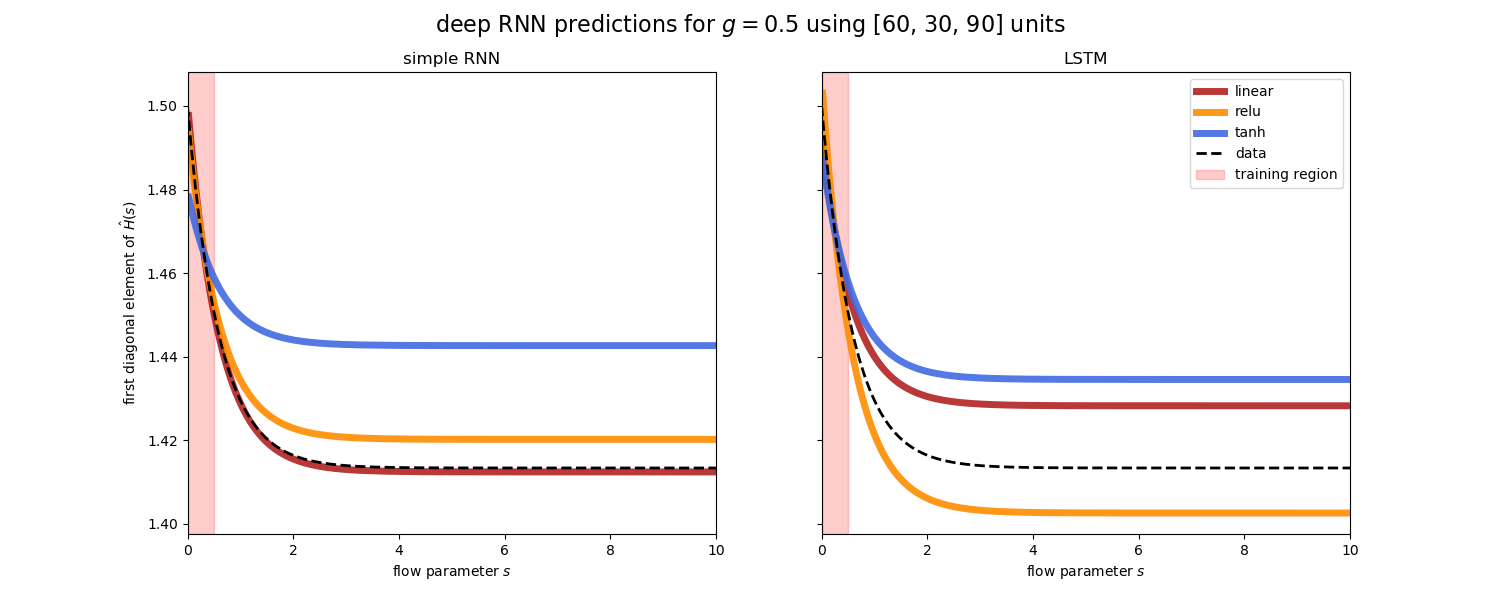 deep RNN predictions for g = 0.5 using [60, 30, 90] units
simple RNN
LSTM
1.50
1.48
1.46
1.44
1.42
1.40
first diagonal element of Ĥ(s)
0 2 4 6 8 10
flow parameter s
linear
relu
tanh
data
training region
0 2 4 6 8 10
flow parameter s